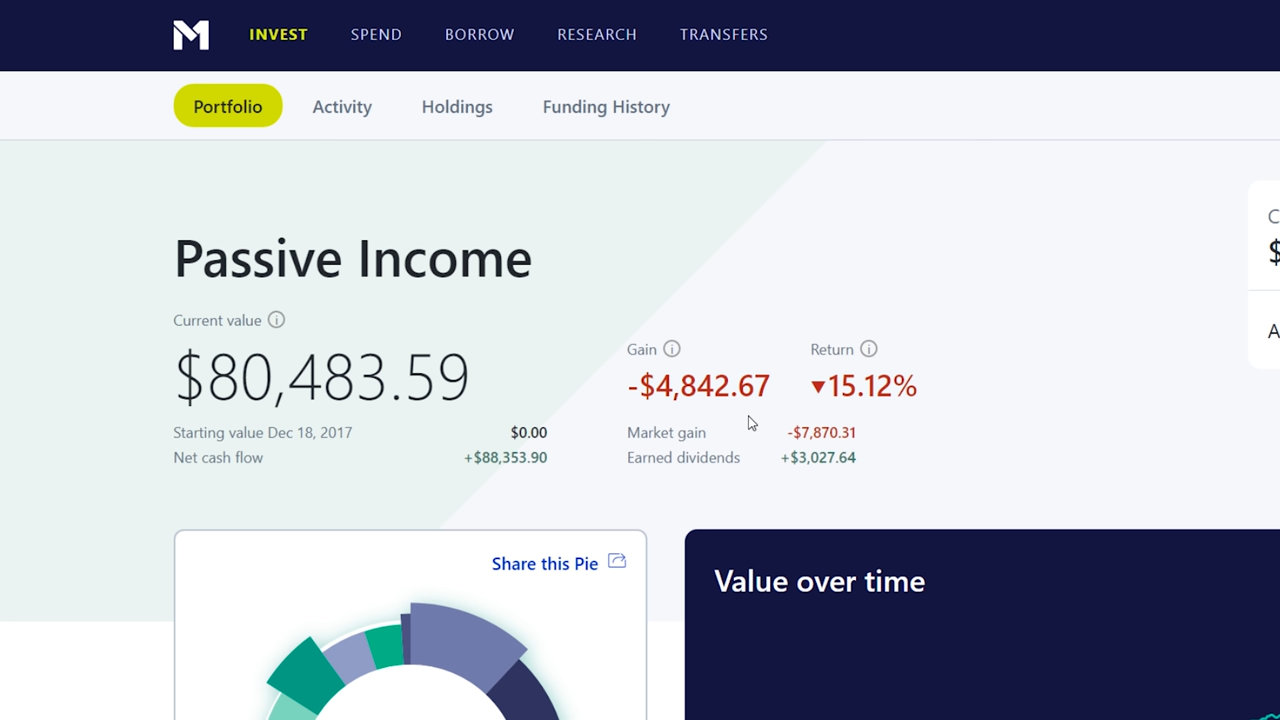 INVEST SPEND BORROW RESEARCH TRANSFERS
Portfolio Activity Holdings Funding History
Passive Income
Current value
$80,483.59
Starting value Dec 18, 2017 $0.00
Net cash flow +$88,353.90
Gain Return
-$4,842.67 ▼15.12%
Market gain -$7,870.31
Earned dividends +$3,027.64
C
$
A
Share this Pie
Value over time